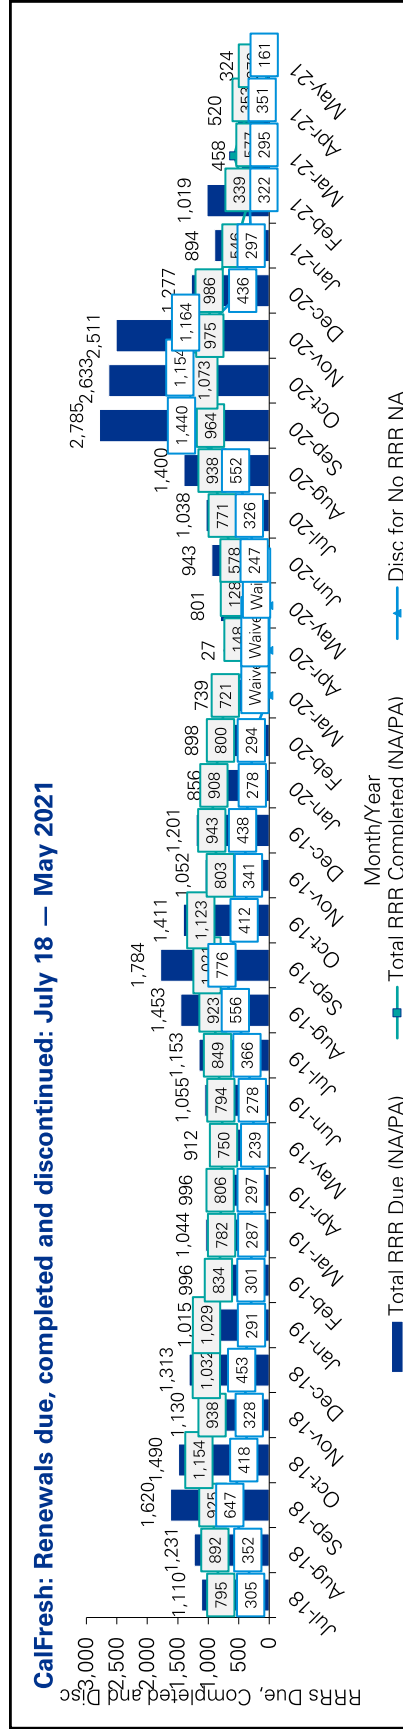 CalFresh: Renewals due, completed and discontinued: July 18 — May 2021
RRRs Due, Completed and Disc
3,000
2,500
2,000
1,500
1,000
500
0
1,110 1,231 1,620 1,490 1,130 1,313 1,015 996 1,044 996 912 1,055 1,153 1,453 1,784 1,411 1,052 1,201 856 898 739 27 801 943 1,038 1,400 2,785 2,633 2,511 1,277 894 1,019 458 520 324
795 892 925 1,154 938 1,032 1,029 834 782 806 750 794 849 923 1,123 803 943 908 800 721 148 128 578 771 938 964 1,073 975 986 546 339 577 353
305 352 647 418 328 453 291 301 287 297 239 278 366 556 776 412 341 438 278 294 Waive Waive Wai 247 326 552 1,440 1,154 1,164 436 297 322 295 351 161
Jul-18 Aug-18 Sep-18 Oct-18 Nov-18 Dec-18 Jan-19 Feb-19 Mar-19 Apr-19 May-19 Jun-19 Jul-19 Aug-19 Sep-19 Oct-19 Nov-19 Dec-19 Jan-20 Feb-20 Mar-20 Apr-20 May-20 Jun-20 Jul-20 Aug-20 Sep-20 Oct-20 Nov-20 Dec-20 Jan-21 Feb-21 Mar-21 Apr-21 May-21
Month/Year
Total RRR Due (NA/PA) Total RRR Completed (NA/PA) Disc for No RRR NA